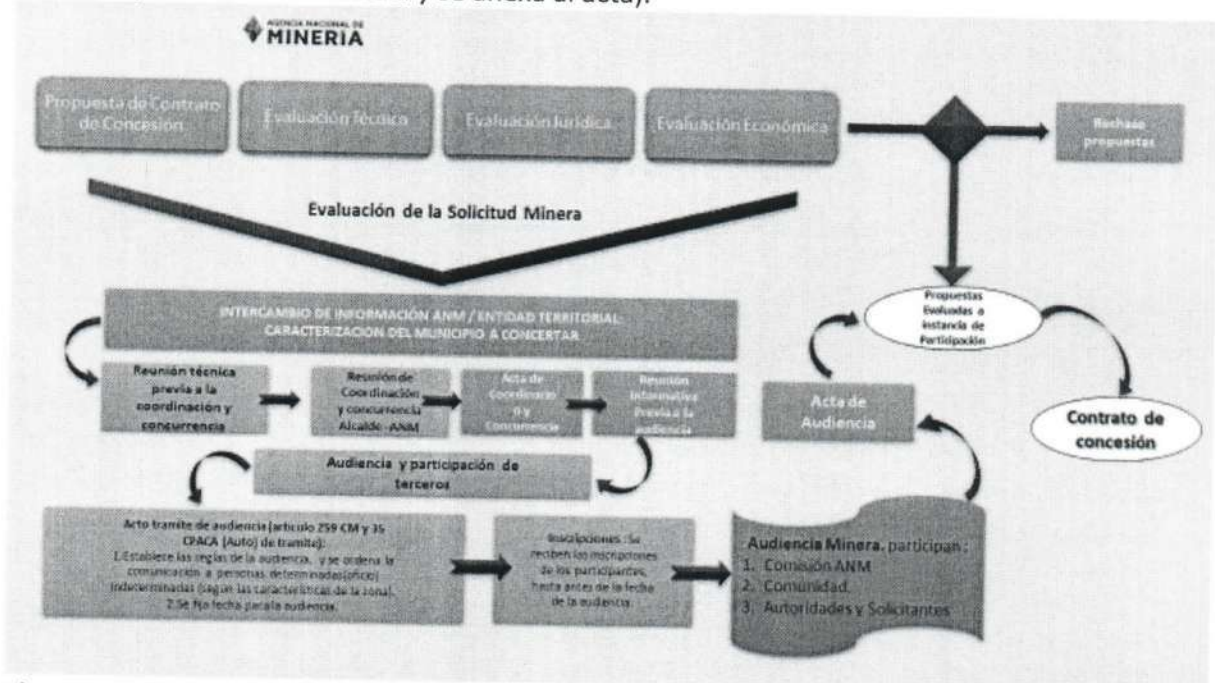 y se anexa al acta).
AGENCIA NACIONAL DE
MINERÍA
Propuesta de Contrato
de Concesión
Evaluación Técnica
Evaluación Jurídica
Evaluación Económica
Rechazo
propuestas
Evaluación de la Solicitud Minera
INTERCAMBIO DE INFORMACIÓN ANM / ENTIDAD TERRITORIAL
CARACTERIZACION DEL MUNICIPIO A CONCERTAR
Propuestas
Evaluadas a
instancia de
Participación
Reunión técnica
previa a la
coordinación y
concurrencia
Reunión de
Coordinación
y concurrencia
Alcalde-ANM
Acta de
Coordinació
n y
Concurrencia
Reunión
Informativa
Previa a la
audiencia
Acta de
Audiencia
Contrato de
concesión
Audiencia y participación de
terceros
Acto tramite de audiencia (articulo 259 CM y 35
CPACA (Auto) de tramite):
1.Establece las reglas de la audiencia, y se ordena la
comunicación a personas determinados(oficio)
Indeterminadas (según las características de la zona).
2.Se fija fecha para la audiencia.
Inscripciones: Se
reciben las inscripciones
de los participantes,
hasta antes de la fecha
de la audiencia.
Audiencia Minera. participan:
1. Comisión ANM
2. Comunidad.
3. Autoridades y Solicitantes